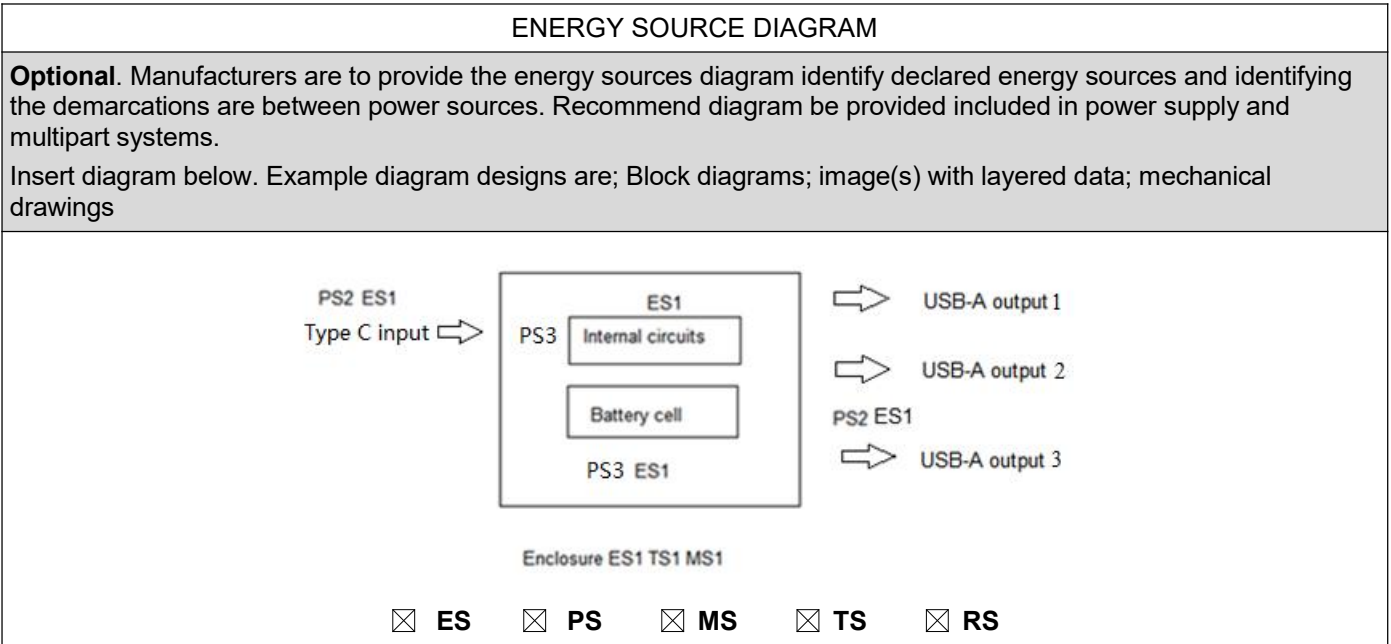 ENERGY SOURCE DIAGRAM
Optional. Manufacturers are to provide the energy sources diagram identify declared energy sources and identifying
the demarcations are between power sources. Recommend diagram be provided included in power supply and
multipart systems.
Insert diagram below. Example diagram designs are; Block diagrams; image(s) with layered data; mechanical
drawings
PS2 ES1
Type C input
ES1
PS3
Internal circuits
Battery cell
PS3 ES1
USB-A output 1
USB-A output 2
PS2 ES1
USB-A output 3
Enclosure ES1 TS1 MS1
☒ ES ☒ PS ☒ MS ☒ TS ☒ RS